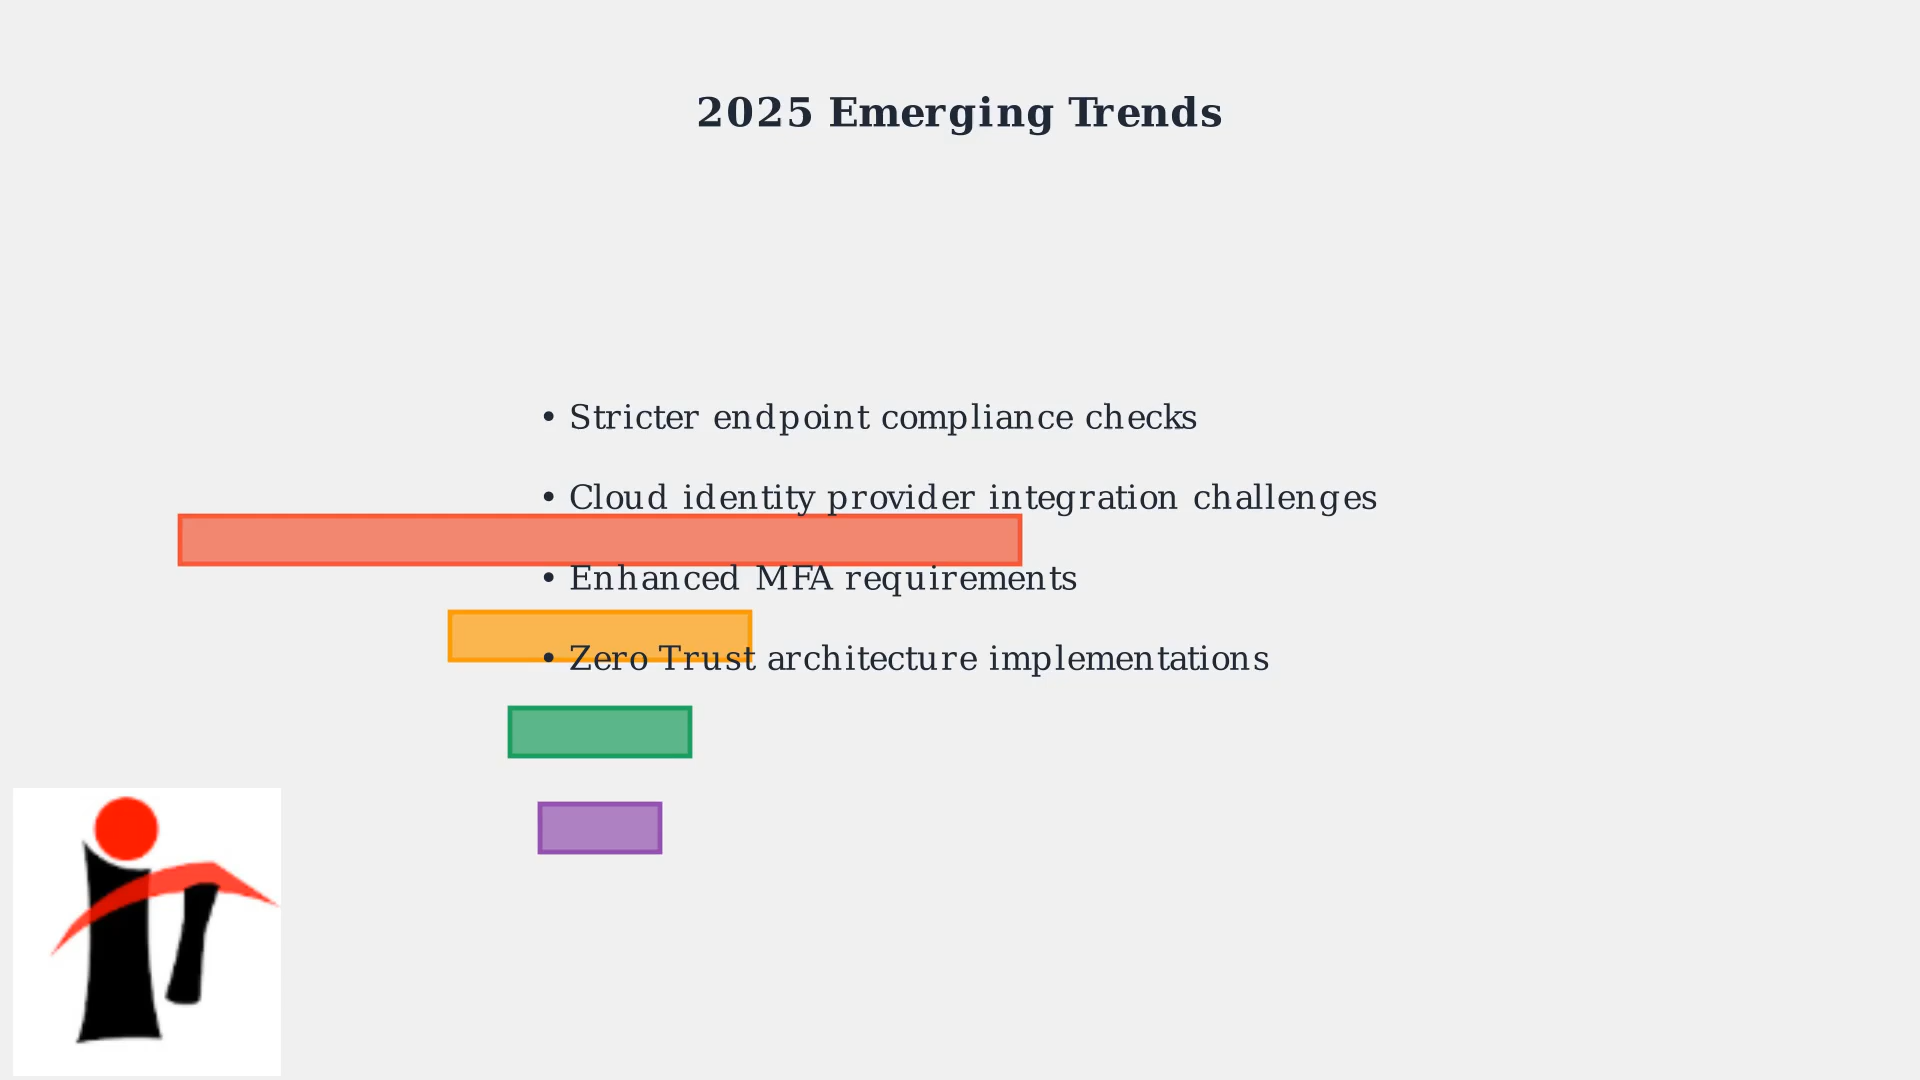 2025 Emerging Trends
• Stricter endpoint compliance checks
• Cloud identity provider integration challenges
• Enhanced MFA requirements
• Zero Trust architecture implementations